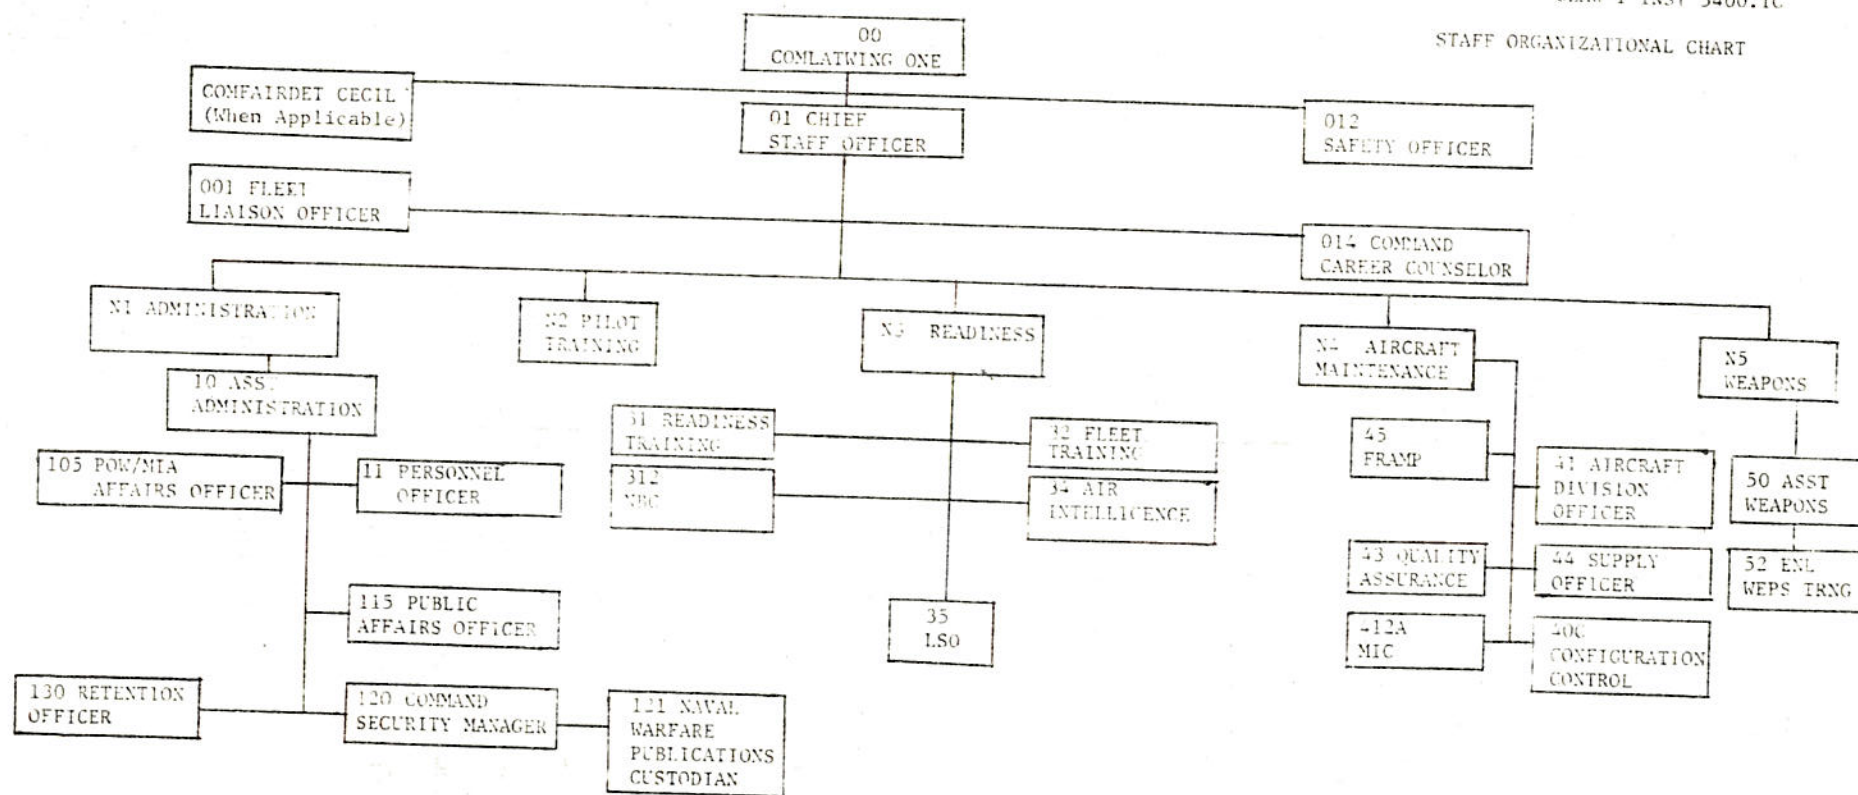 INST 5400.1C
STAFF ORGANIZATIONAL CHART
00
COMLATWING ONE
COMFAIRDET CECIL
(When Applicable)
01 CHIEF
STAFF OFFICER
012
SAFETY OFFICER
001 FLEET
LIAISON OFFICER
014 COMMAND
CAREER COUNSELOR
N1 ADMINISTRATION
N2 PILOT
TRAINING
N3 READINESS
N4 AIRCRAFT
MAINTENANCE
N5
WEAPONS
10 ASST
ADMINISTRATION
31 READINESS
TRAINING
32 FLEET
TRAINING
45
FRAMP
105 POW/MIA
AFFAIRS OFFICER
11 PERSONNEL
OFFICER
312
NBC
34 AIR
INTELLICENCE
41 AIRCRAFT
DIVISION
OFFICER
50 ASST
WEAPONS
43 QUALITY
ASSURANCE
44 SUPPLY
OFFICER
52 ENL
WEPS TRNG
115 PUBLIC
AFFAIRS OFFICER
35
LSO
412A
MIC
40C
CONFIGURATION
CONTROL
130 RETENTION
OFFICER
120 COMMAND
SECURITY MANAGER
121 NAVAL
WARFARE
PUBLICATIONS
CUSTODIAN